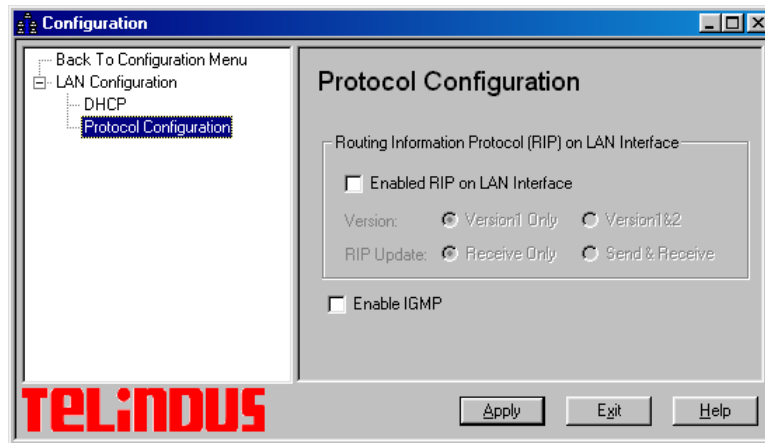 Configuration
Back To Configuration Menu
LAN Configuration
DHCP
Protocol Configuration
Protocol Configuration
Routing Information Protocol (RIP) on LAN Interface
Enabled RIP on LAN Interface
Version: Version1 Only Version1&2
RIP Update: Receive Only Send & Receive
Enable IGMP
TELiNDUS
Apply Exit Help